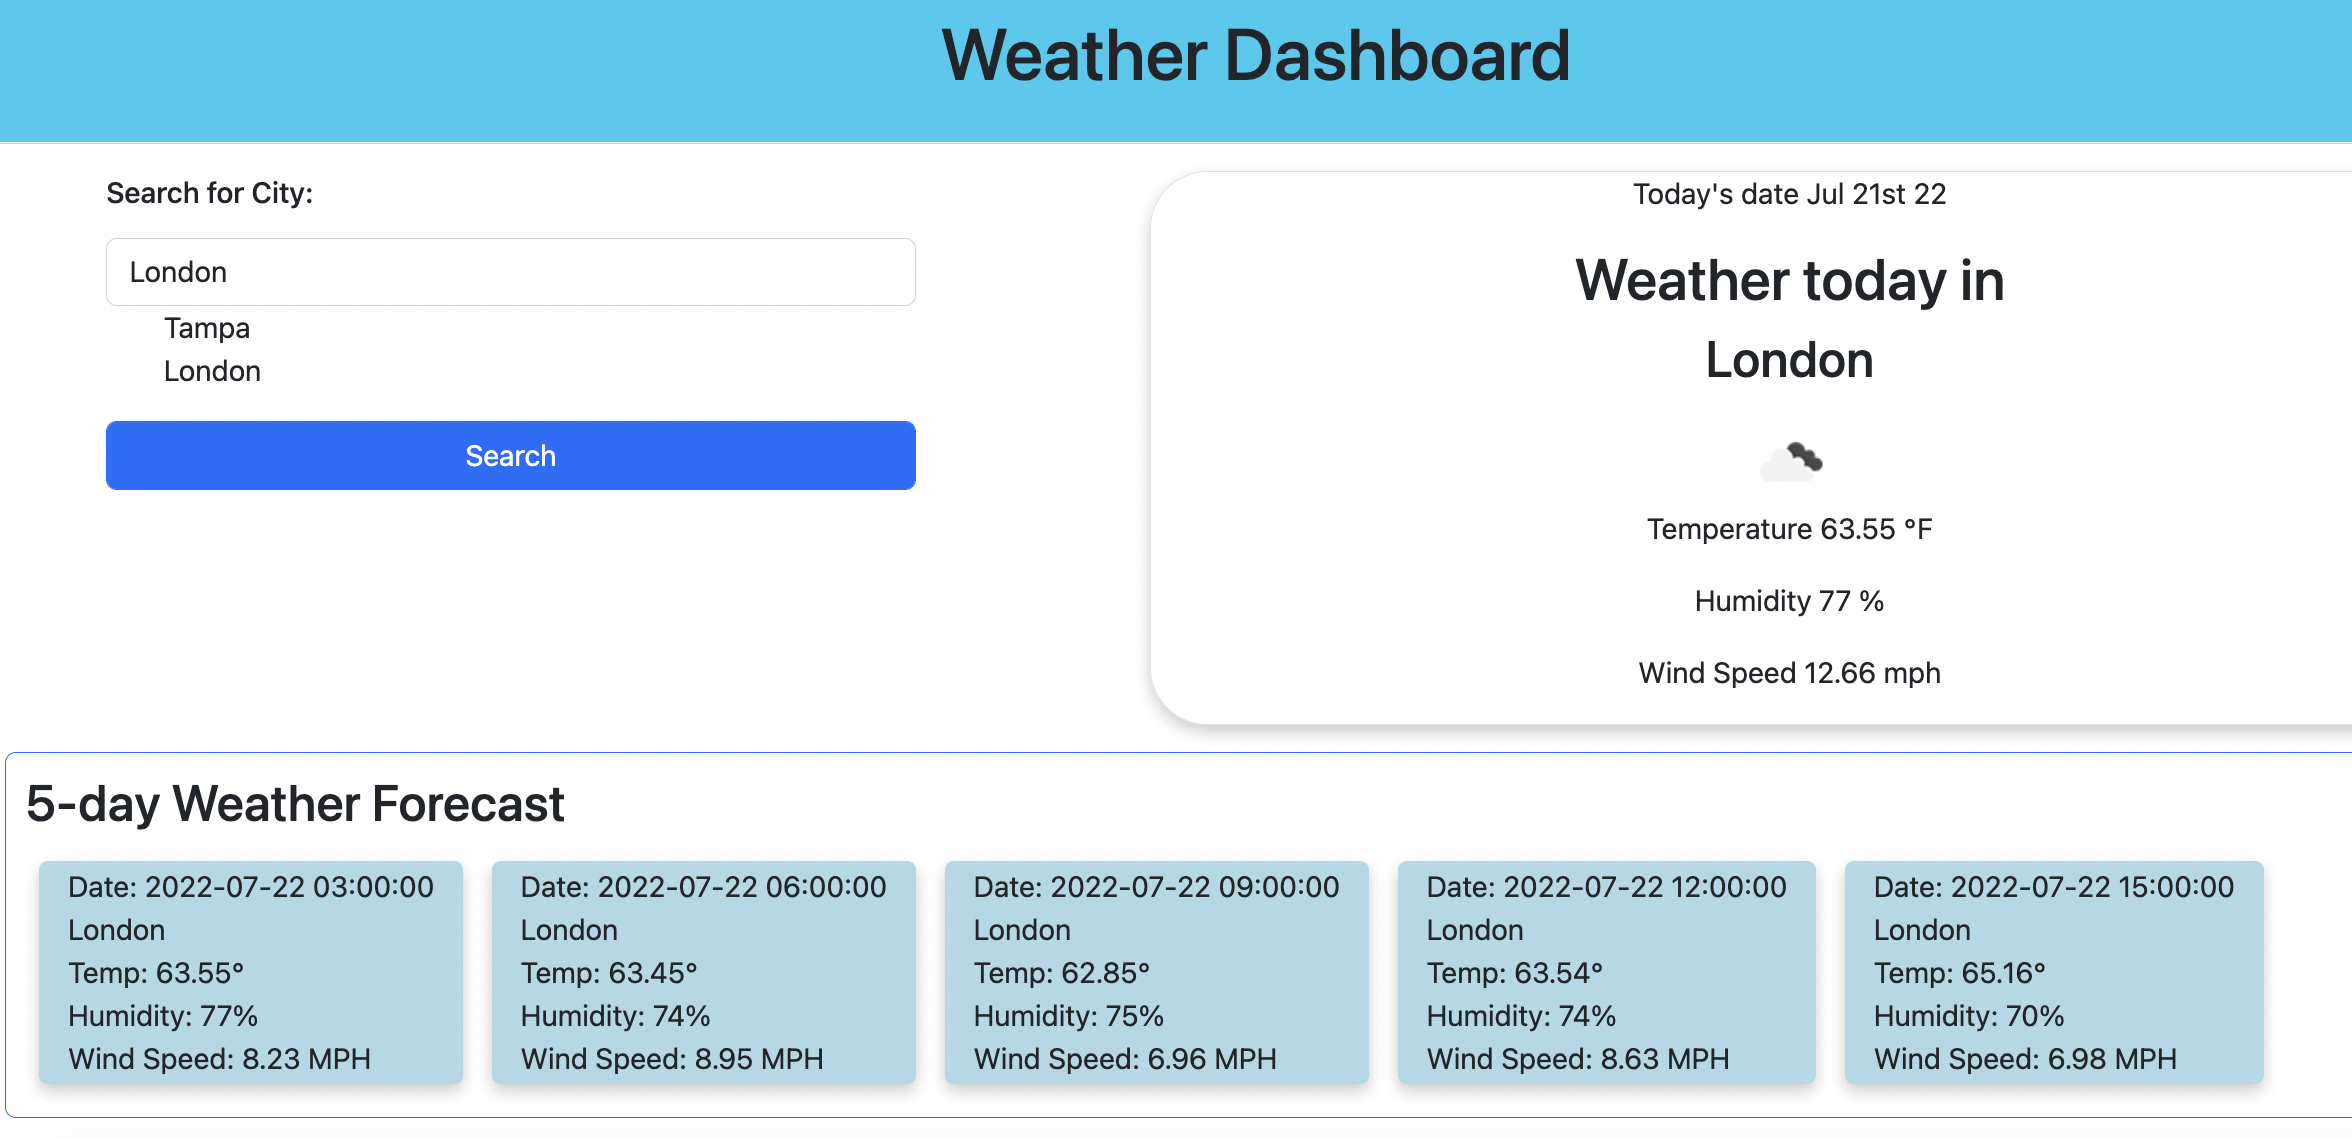 Weather Dashboard
Search for City:
London
Tampa
London
Search
Today's date Jul 21st 22
Weather today in
London
Temperature 63.55 °F
Humidity 77 %
Wind Speed 12.66 mph
5-day Weather Forecast
Date: 2022-07-22 03:00:00
London
Temp: 63.55°
Humidity: 77%
Wind Speed: 8.23 MPH
Date: 2022-07-22 06:00:00
London
Temp: 63.45°
Humidity: 74%
Wind Speed: 8.95 MPH
Date: 2022-07-22 09:00:00
London
Temp: 62.85°
Humidity: 75%
Wind Speed: 6.96 MPH
Date: 2022-07-22 12:00:00
London
Temp: 63.54°
Humidity: 74%
Wind Speed: 8.63 MPH
Date: 2022-07-22 15:00:00
London
Temp: 65.16°
Humidity: 70%
Wind Speed: 6.98 MPH